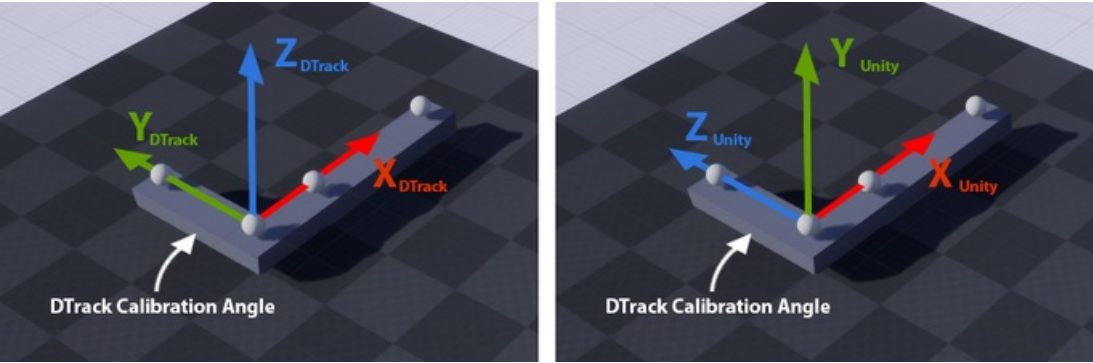 Z DTrack
Y DTrack
X DTrack
DTrack Calibration Angle
Y Unity
Z Unity
X Unity
DTrack Calibration Angle